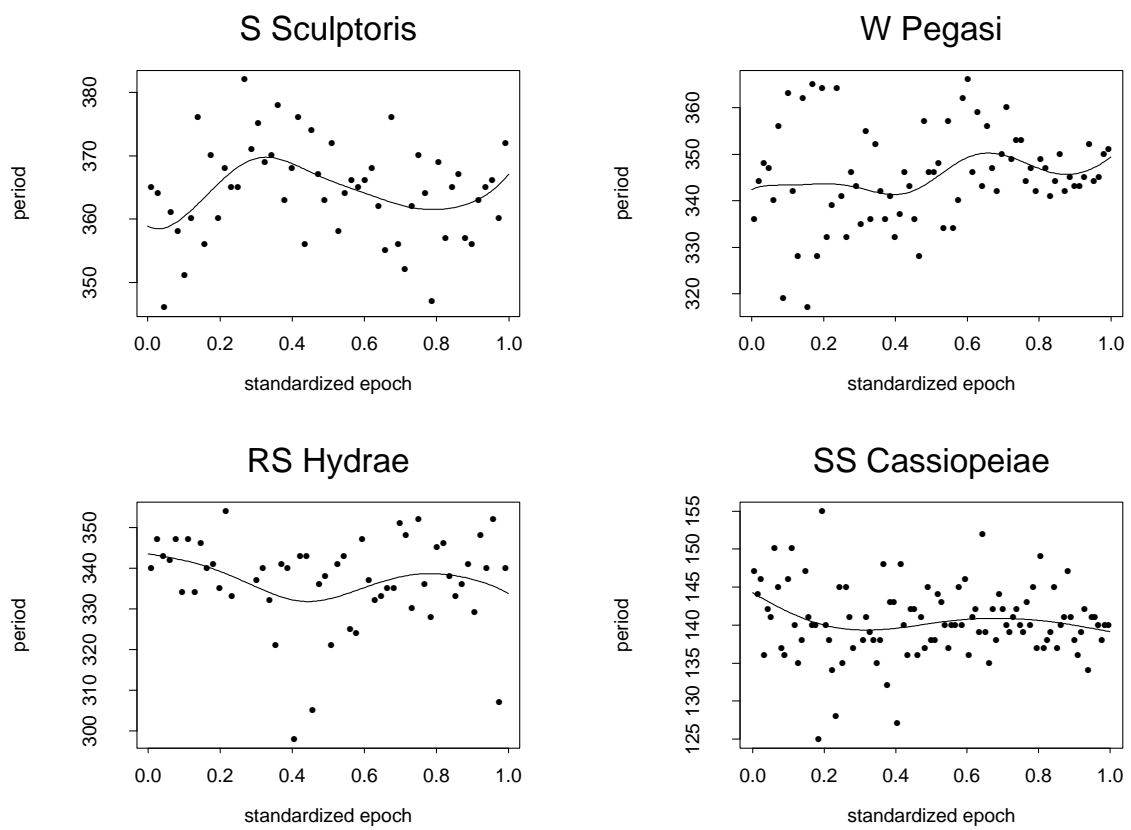 S Sculptoris
period
380
370
360
350
0.0 0.2 0.4 0.6 0.8 1.0
standardized epoch
W Pegasi
period
360
350
340
330
320
0.0 0.2 0.4 0.6 0.8 1.0
standardized epoch
RS Hydrae
period
350
340
330
320
310
300
0.0 0.2 0.4 0.6 0.8 1.0
standardized epoch
SS Cassiopeiae
period
155
150
145
140
135
130
125
0.0 0.2 0.4 0.6 0.8 1.0
standardized epoch